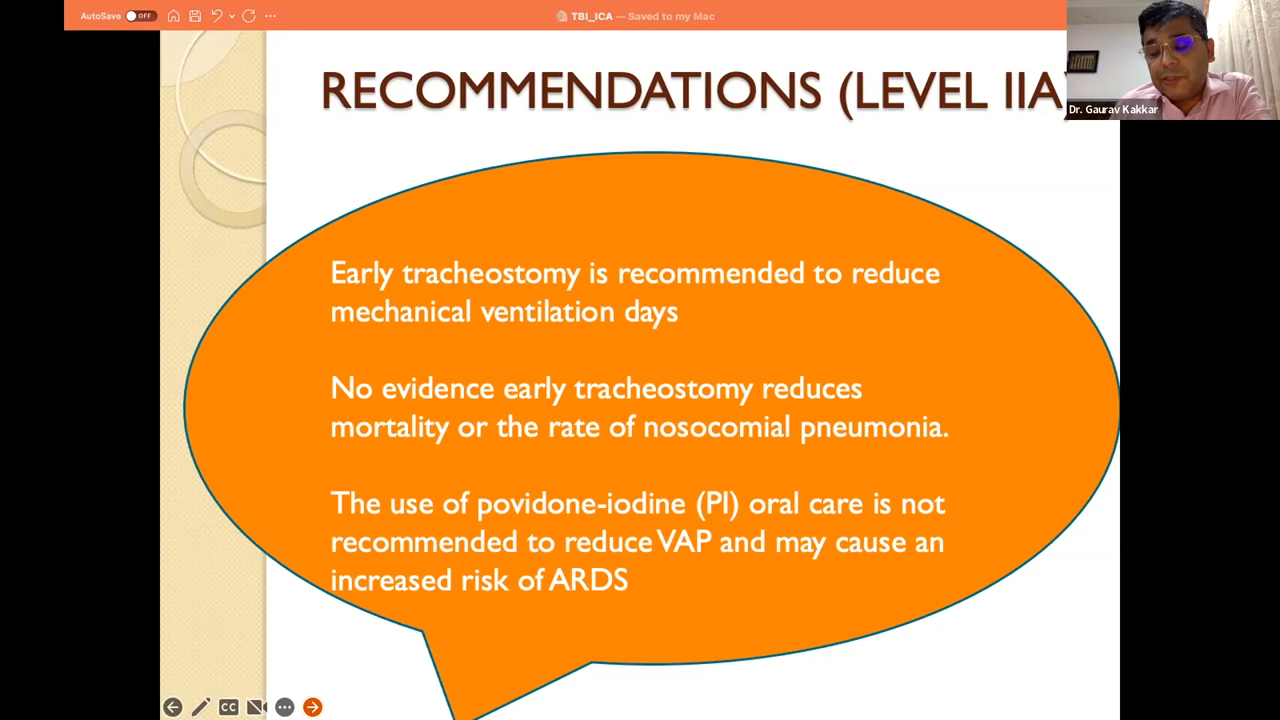 AutoSave OFF
TBI_ICA — Saved to my Mac
RECOMMENDATIONS (LEVEL IIA)
Dr. Gaurav Kakkar
Early tracheostomy is recommended to reduce
mechanical ventilation days
No evidence early tracheostomy reduces
mortality or the rate of nosocomial pneumonia.
The use of povidone-iodine (PI) oral care is not
recommended to reduce VAP and may cause an
increased risk of ARDS
CC